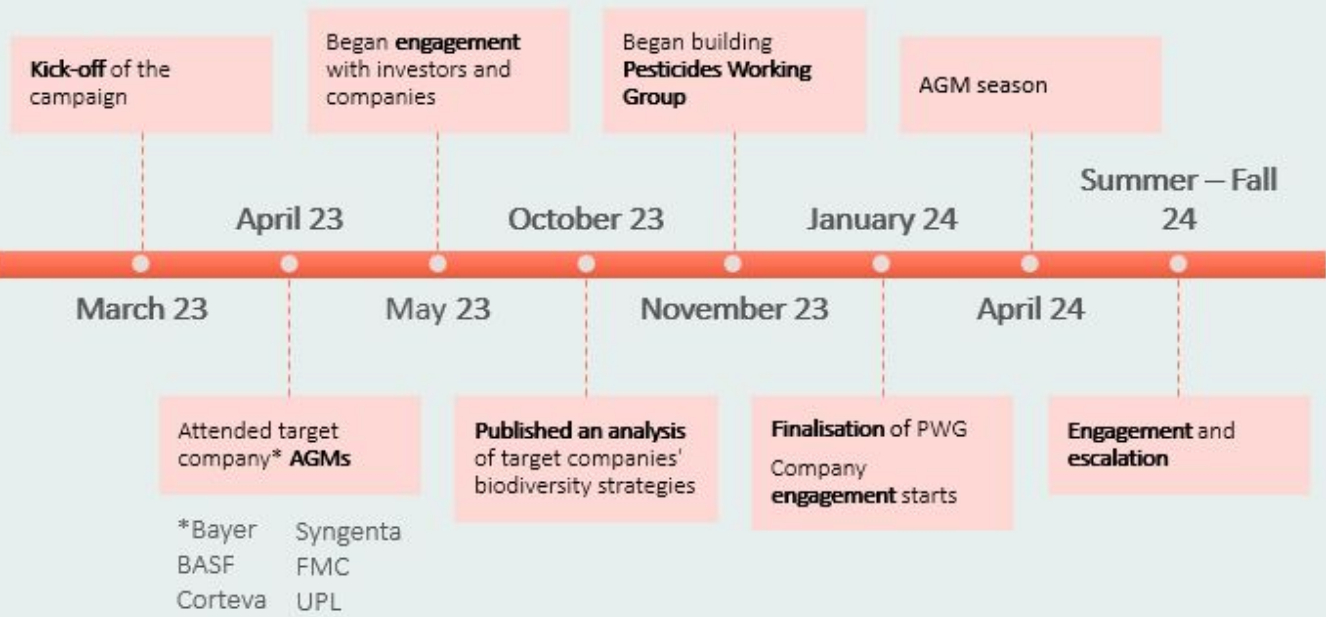 Kick-off of the
campaign
Began engagement
with investors and
companies
Began building
Pesticides Working
Group
AGM season
April 23
October 23
January 24
Summer – Fall
24
March 23
May 23
November 23
April 24
Attended target
company* AGMs
Published an analysis
of target companies'
biodiversity strategies
Finalisation of PWG
Company
engagement starts
Engagement and
escalation
*Bayer Syngenta
BASF FMC
Corteva UPL